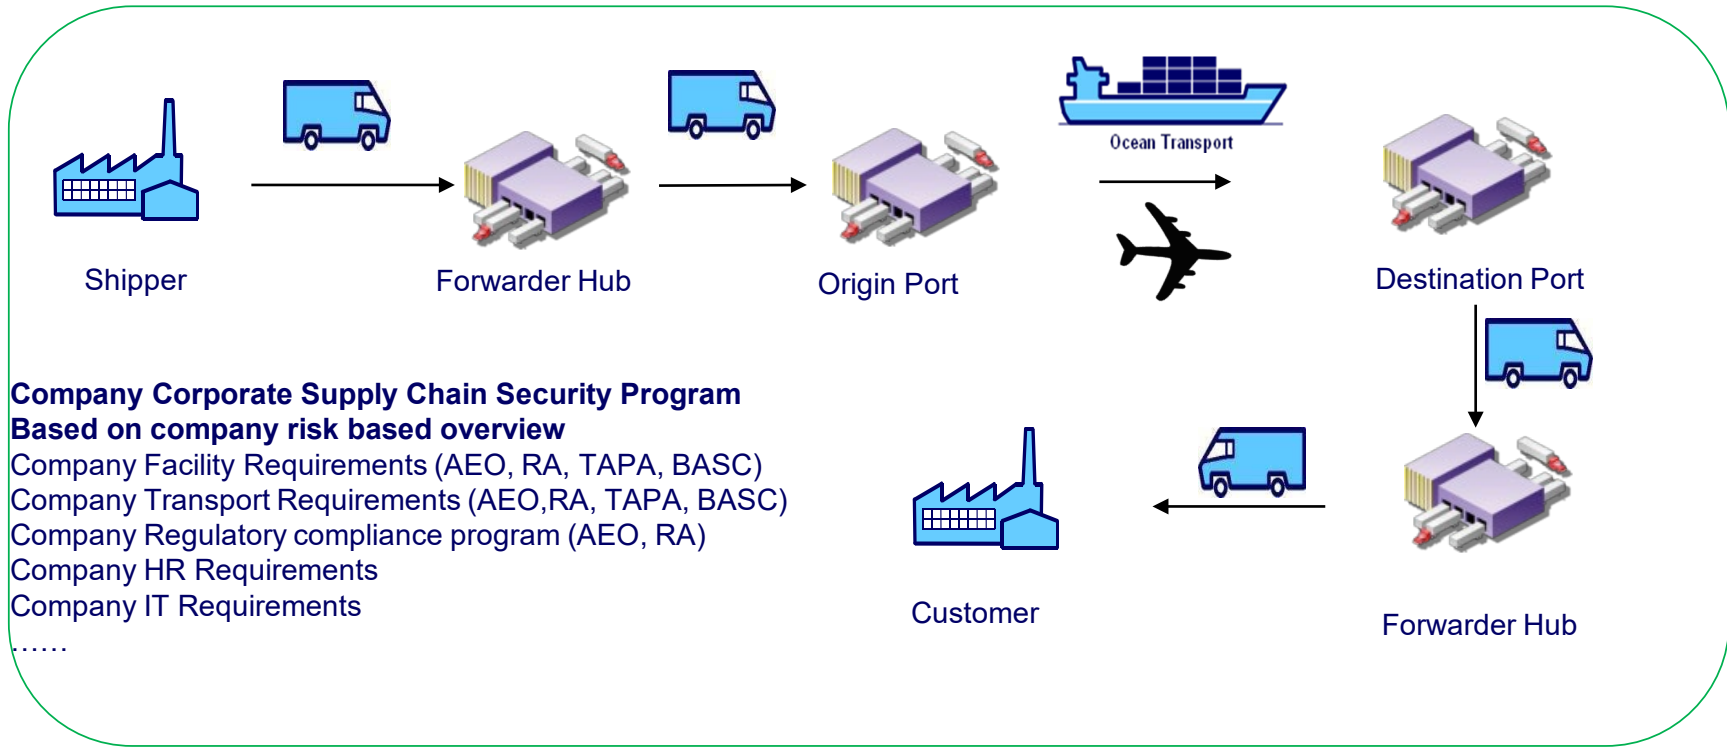 Ocean Transport
Shipper
Forwarder Hub
Origin Port
Destination Port
Company Corporate Supply Chain Security Program
Based on company risk based overview
Company Facility Requirements (AEO, RA, TAPA, BASC)
Company Transport Requirements (AEO,RA, TAPA, BASC)
Company Regulatory compliance program (AEO, RA)
Company HR Requirements
Company IT Requirements
……
Customer
Forwarder Hub